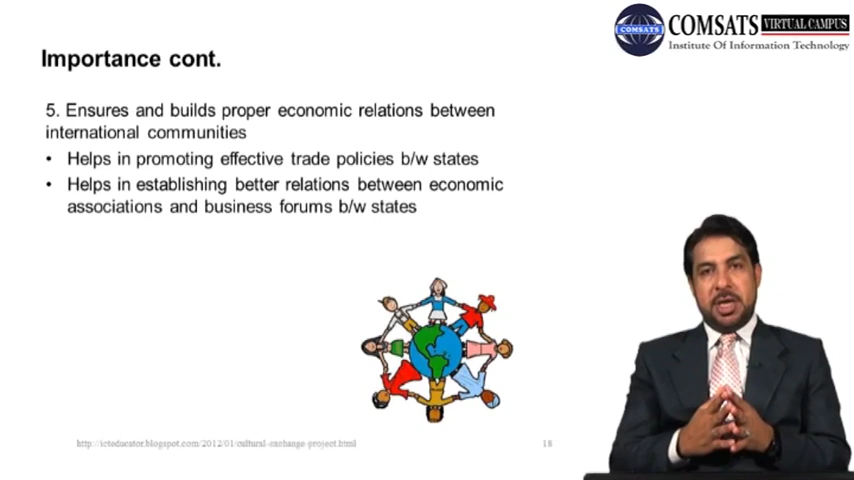 COMSATS VIRTUAL CAMPUS
COMSATS
Institute Of Information Technology
Importance cont.
5. Ensures and builds proper economic relations between
international communities
• Helps in promoting effective trade policies b/w states
• Helps in establishing better relations between economic
associations and business forums b/w states
http://icteducator.blogspot.com/2012/01/cultural-exchange-project.html
18